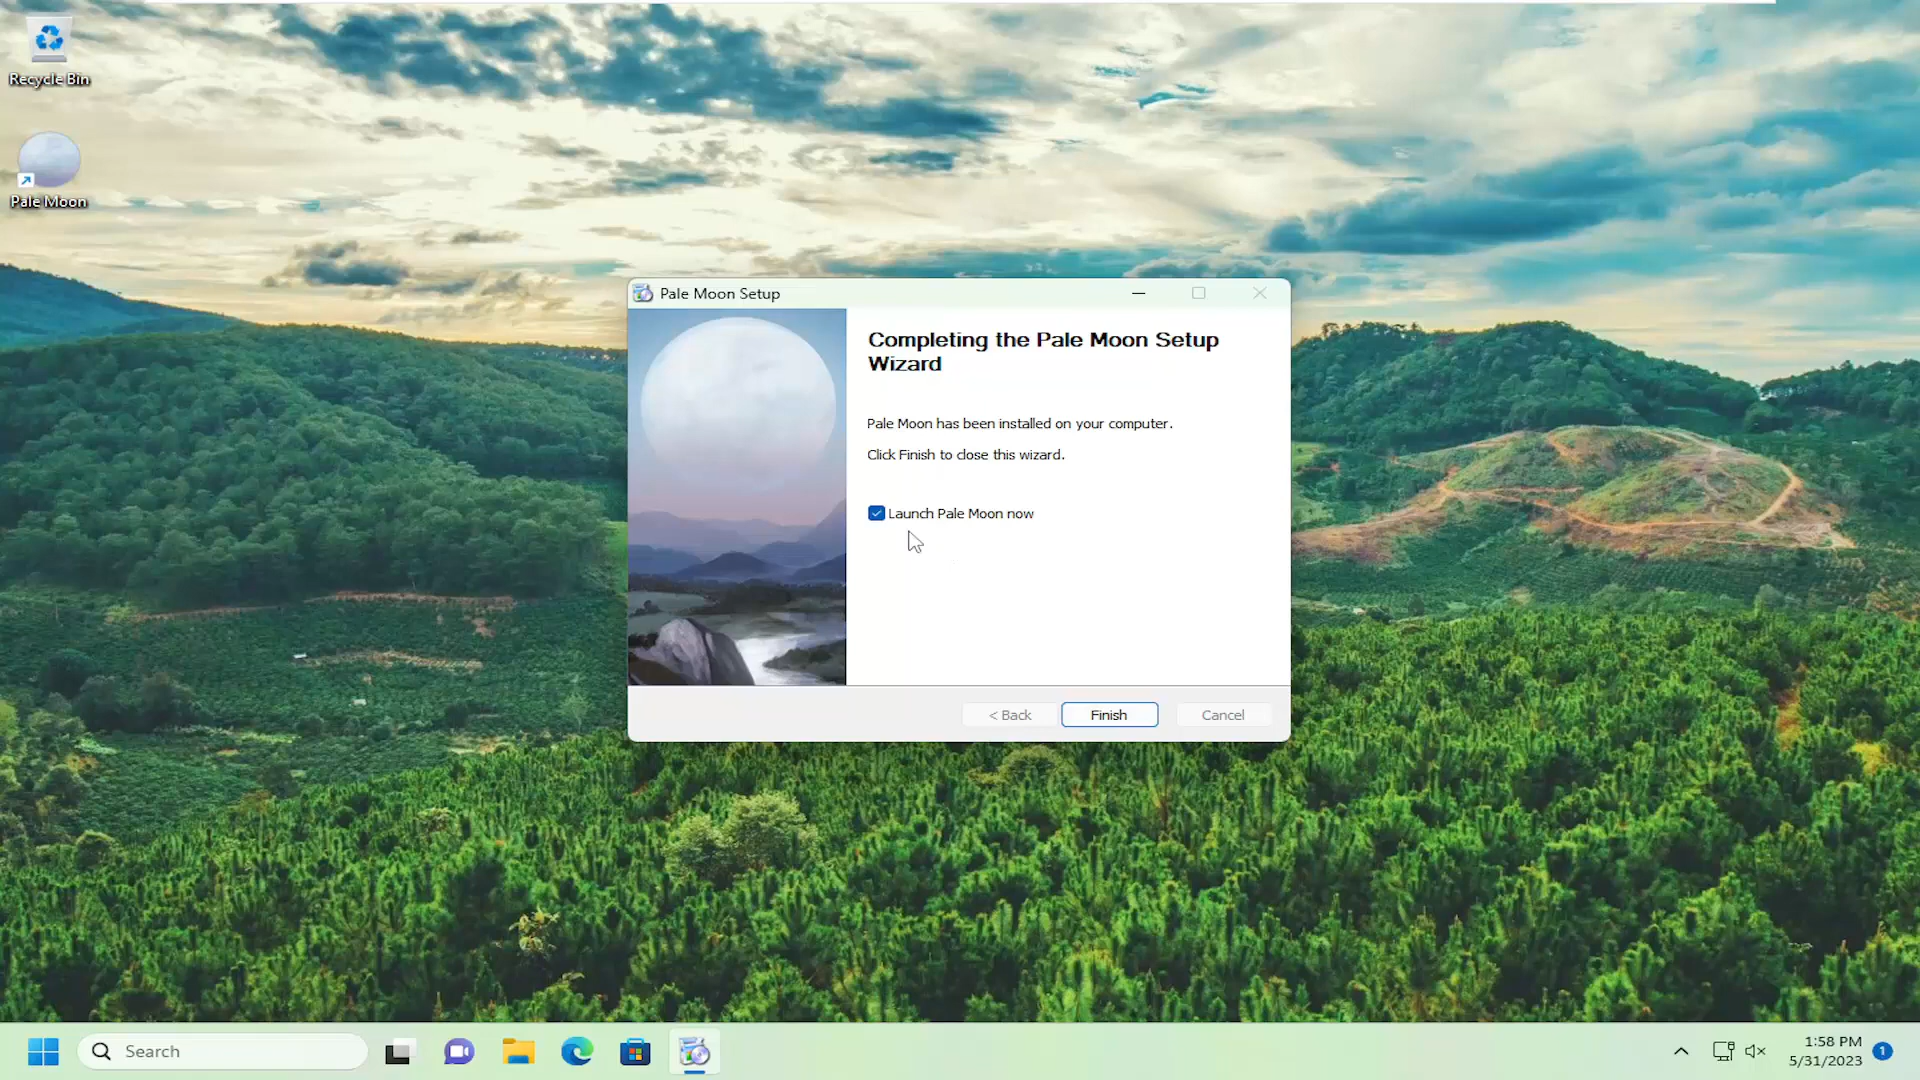 Recycle Bin
Pale Moon
Pale Moon Setup
Completing the Pale Moon Setup
Wizard
Pale Moon has been installed on your computer.
Click Finish to close this wizard.
Launch Pale Moon now
< Back
Finish
Cancel
Search
1:58 PM
5/31/2023
1